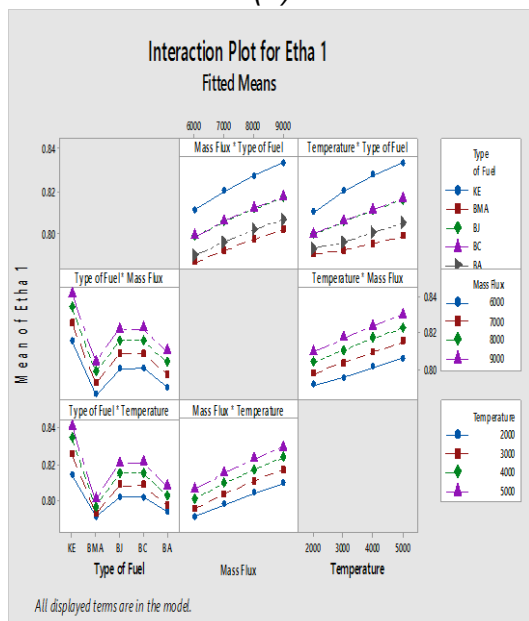 Interaction Plot for Etha 1
Fitted Means
6000 7000 8000 9000
0.84
0.82
0.80
Mass Flux * Type of Fuel
Temperature * Type of Fuel
Type
of Fuel
KE
BMA
BJ
BC
BA
Mean of Etha 1
Type of Fuel * Mass Flux
Temperature * Mass Flux
0.84
0.82
0.80
Mass Flux
6000
7000
8000
9000
Type of Fuel * Temperature
Mass Flux * Temperature
0.84
0.82
0.80
Temperature
2000
3000
4000
5000
KE BMA BJ BC BA
2000 3000 4000 5000
Type of Fuel
Mass Flux
Temperature
All displayed terms are in the model.